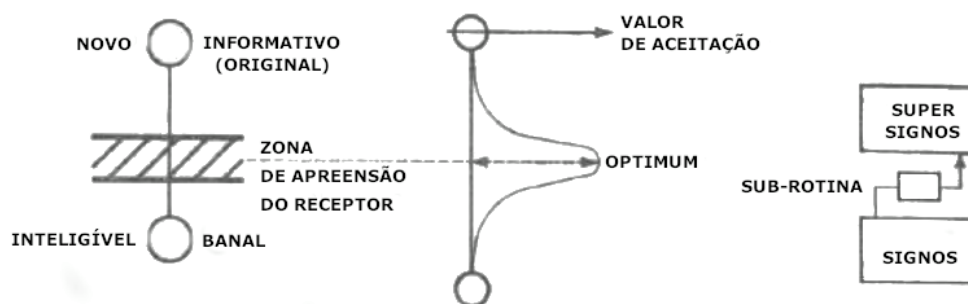 NOVO
INFORMATIVO
(ORIGINAL)
ZONA
DE APREENSÃO
DO RECEPTOR
INTELIGÍVEL
BANAL
VALOR
DE ACEITAÇÃO
OPTIMUM
SUPER
SIGNOS
SUB-ROTINA
SIGNOS